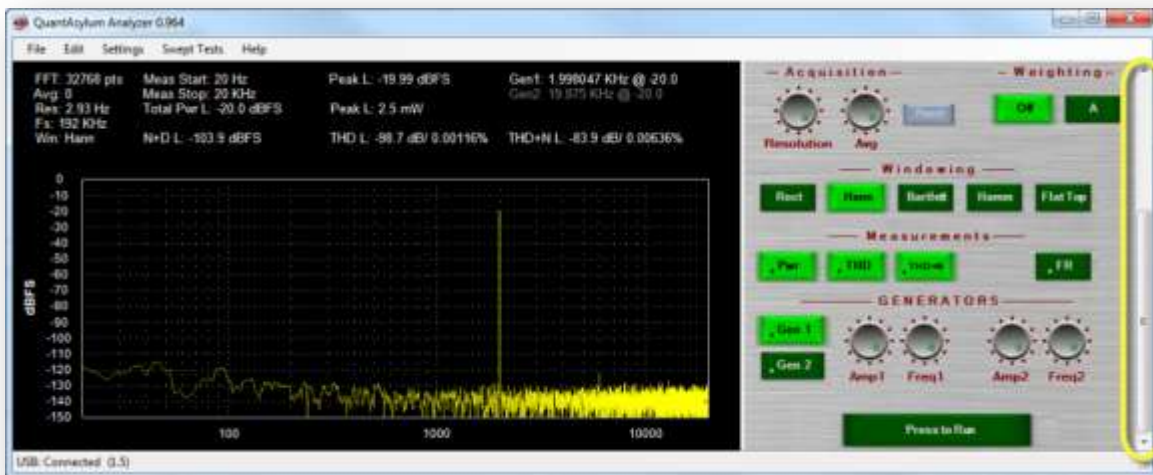 QuantAsylum Analyzer 0.964
File Edit Settings Swept Tests Help
FFT: 32768 pts Meas Start: 20 Hz Peak L: -19.99 dBFS Gen1: 1.998047 KHz @ -20.0
Avg: 8 Meas Stop: 20 KHz Gen2: 19.875 KHz @ -20.0
Res: 2.93 Hz Total Pwr L: -20.0 dBFS Peak L: 2.5 mW
Fs: 192 KHz
Win: Hann N+D L: -103.9 dBFS THD L: -98.7 dB/ 0.00116% THD+N L: -83.9 dB/ 0.00636%
0
-10
-20
-30
-40
-50
-60
-70
-80
-90
-100
-110
-120
-130
-140
-150
dBFS
100 1000 10000
Acquisition
Weighting
Off A
Resolution Avg
Windowing
Rect Hann Bartlett Hamm Flat Top
Measurements
Pwr THD THD+N FR
GENERATORS
Gen 1
Gen 2
Amp1 Freq1 Amp2 Freq2
Press to Run
USB: Connected (1.5)